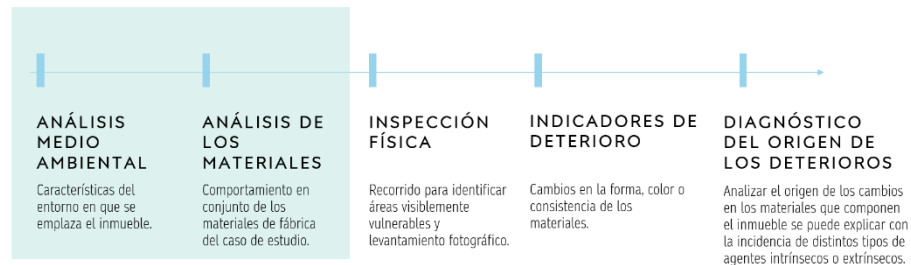 ANÁLISIS
MEDIO
AMBIENTAL
Características del
entorno en que se
emplaza el inmueble.
ANÁLISIS DE
LOS
MATERIALES
Comportamiento en
conjunto de los
materiales de fábrica
del caso de estudio.
INSPECCIÓN
FÍSICA
Recorrido para identificar
áreas visiblemente
vulnerables y
levantamiento fotográfico.
INDICADORES DE
DETERIORO
Cambios en la forma, color o
consistencia de los
materiales.
DIAGNÓSTICO
DEL ORIGEN DE
LOS DETERIOROS
Analizar el origen de los cambios
en los materiales que componen
el inmueble se puede explicar con
la incidencia de distintos tipos de
agentes intrínsecos o extrínsecos.